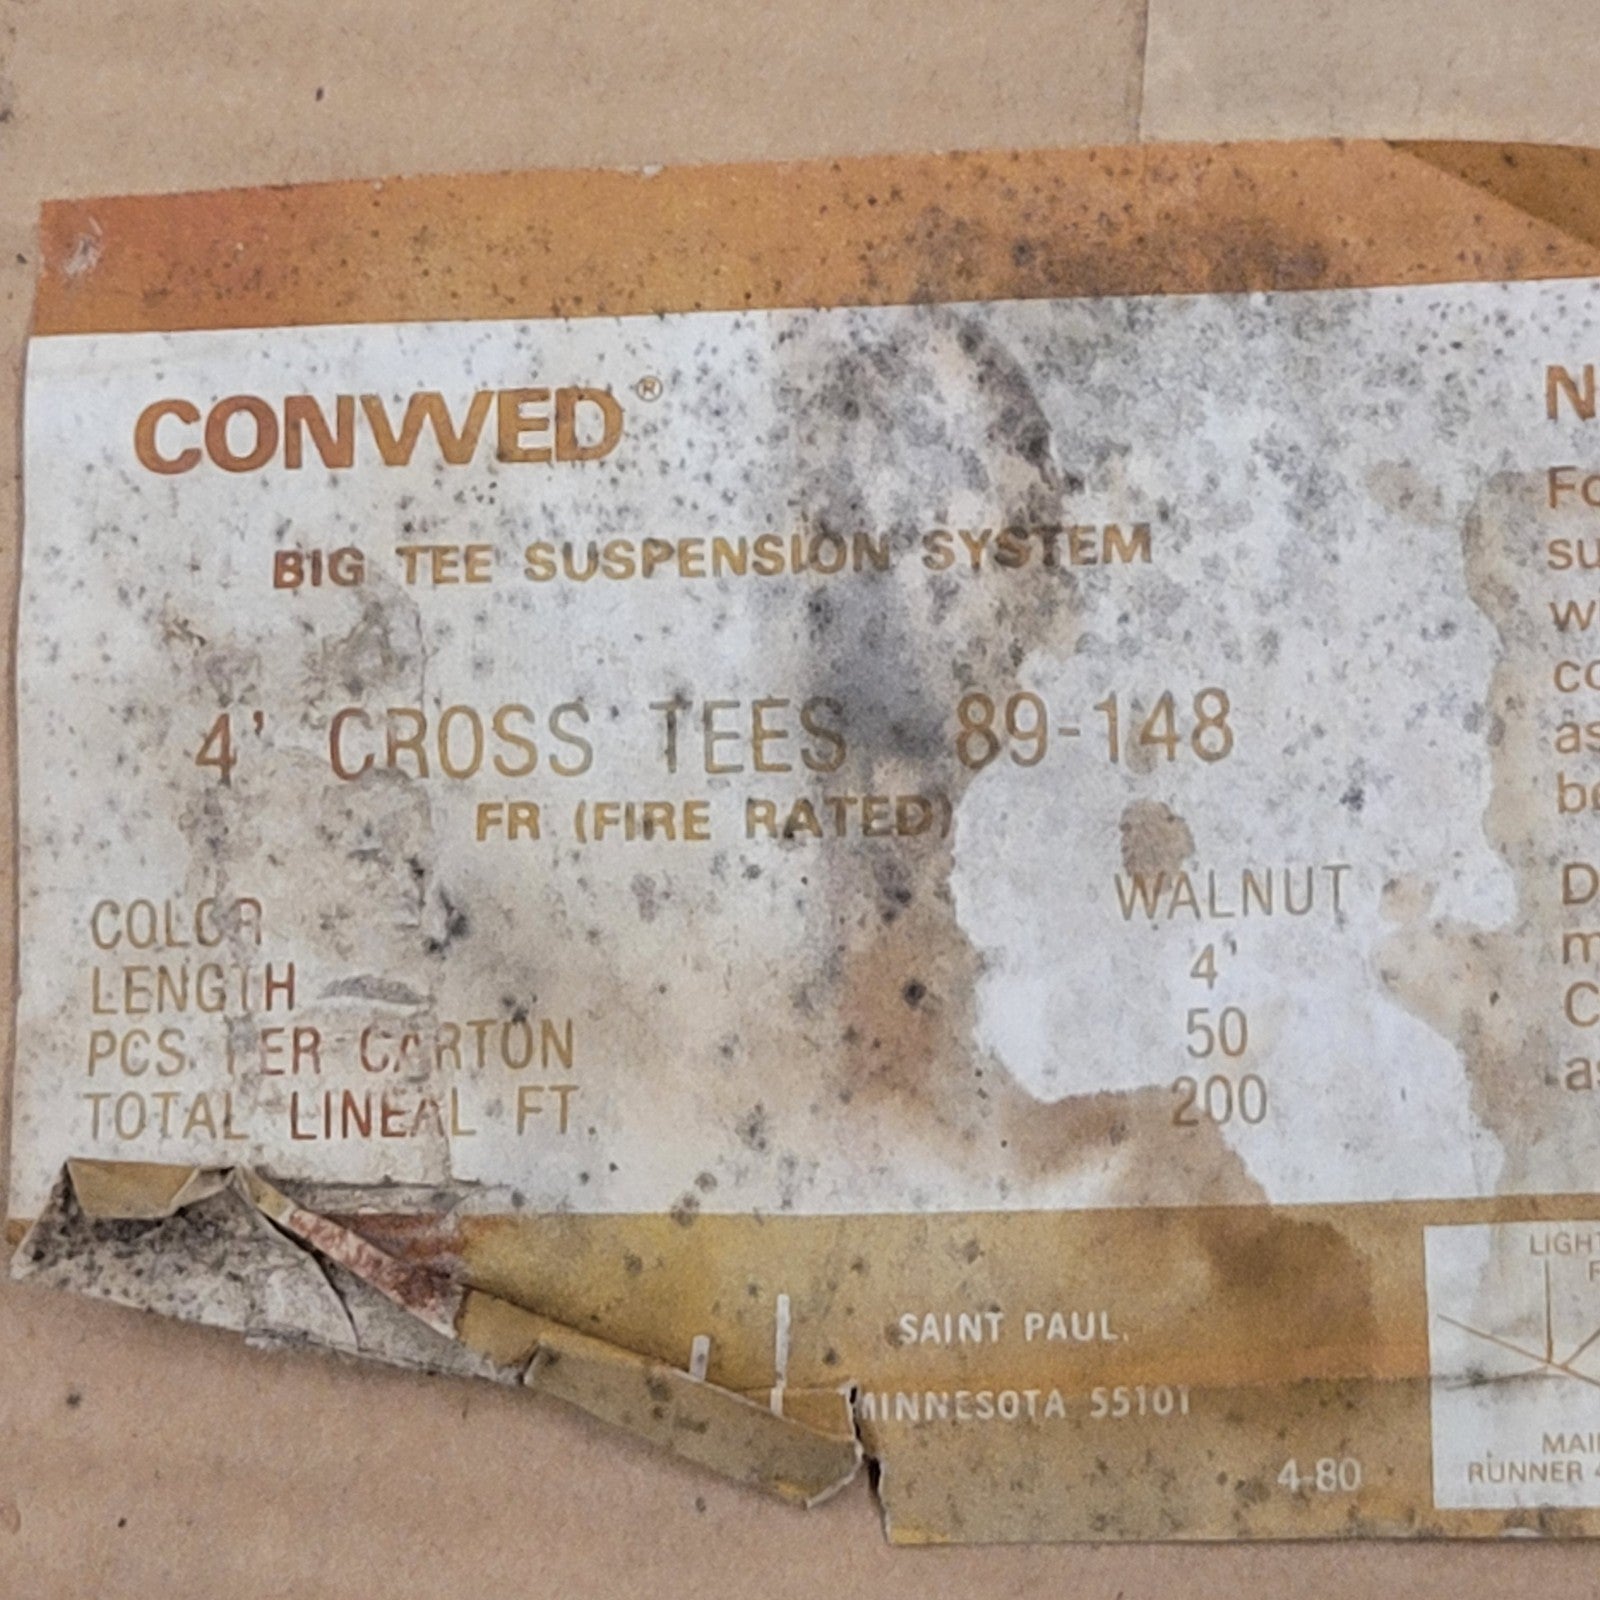 CONWED®
BIG TEE SUSPENSION SYSTEM
4' CROSS TEES 89-148
FR (FIRE RATED)
COLOR WALNUT
LENGTH 4'
PCS. PER CARTON 50
TOTAL LINEAL FT. 200
SAINT PAUL,
MINNESOTA 55101
4-80
RUNNER